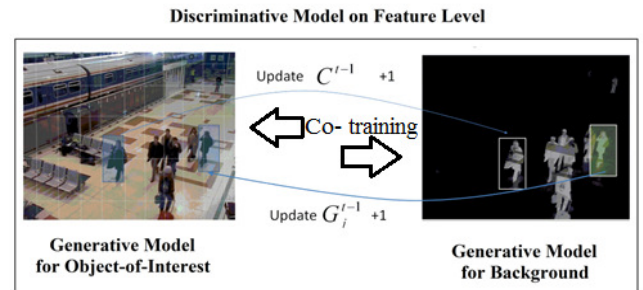 Discriminative Model on Feature Level
Update C^{t-1} +1
Co- training
Update G_i^{t-1} +1
Generative Model
for Object-of-Interest
Generative Model
for Background